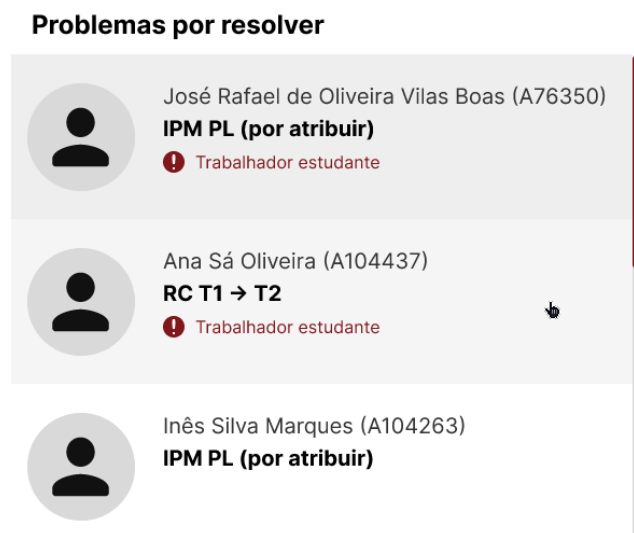 Problemas por resolver
José Rafael de Oliveira Vilas Boas (A76350)
IPM PL (por atribuir)
Trabalhador estudante
Ana Sá Oliveira (A104437)
RC T1 → T2
Trabalhador estudante
Inês Silva Marques (A104263)
IPM PL (por atribuir)